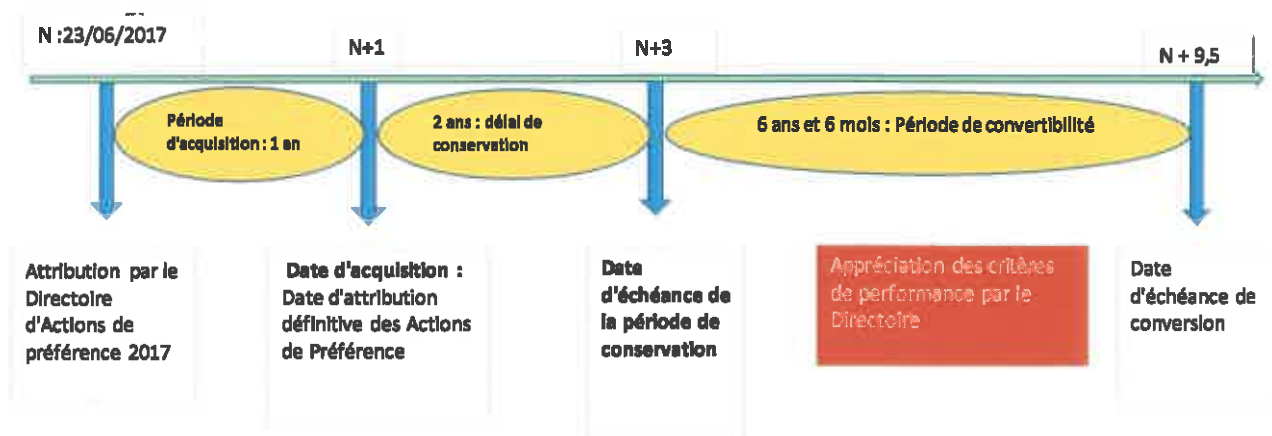 N :23/06/2017
N+1
N+3
N + 9,5
Période
d'acquisition : 1 an
2 ans : délai de
conservation
6 ans et 6 mois : Période de convertibilité
Attribution par le
Directoire
d'Actions de
préférence 2017
Date d'acquisition :
Date d'attribution
définitive des Actions
de Préférence
Date
d'échéance de
la période de
conservation
Appréciation des critères
de performance par le
Directoire
Date
d'échéance de
conversion